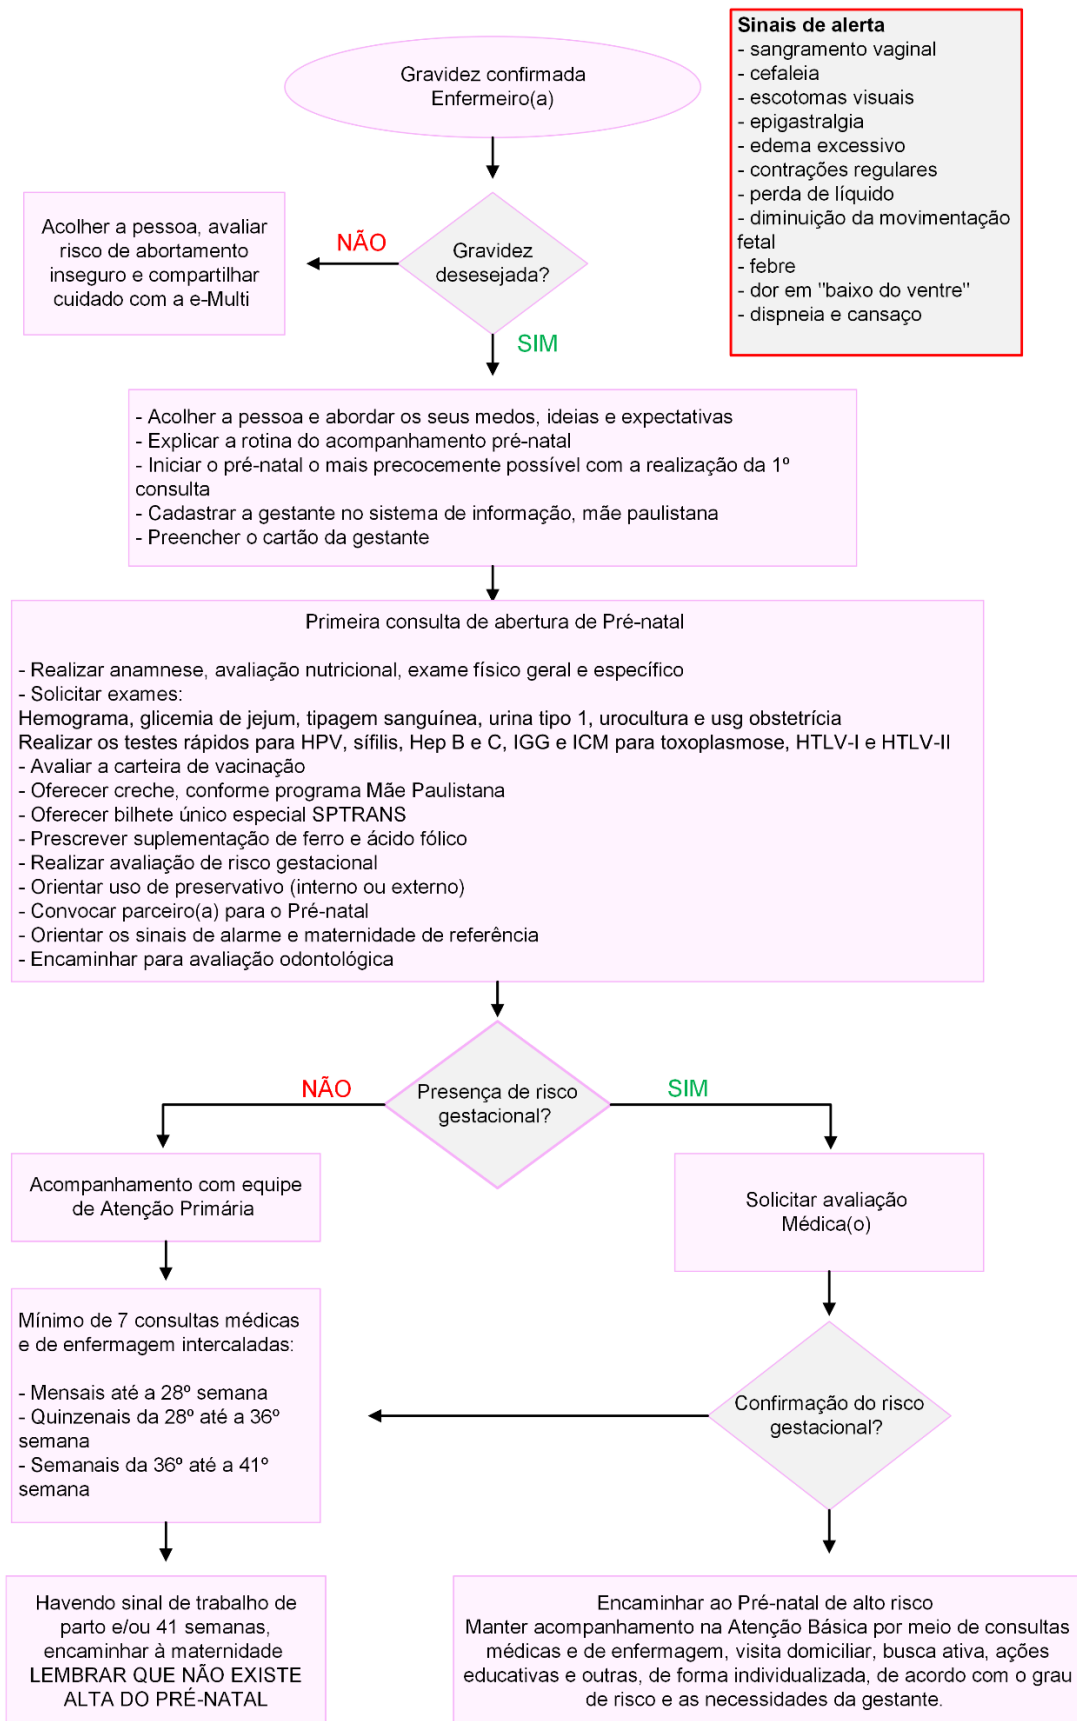 Gravidez confirmada
Enfermeiro(a)
Sinais de alerta
- sangramento vaginal
- cefaleia
- escotomas visuais
- epigastralgia
- edema excessivo
- contrações regulares
- perda de líquido
- diminuição da movimentação
fetal
- febre
- dor em "baixo do ventre"
- dispneia e cansaço
Gravidez
desesejada?
NÃO
Acolher a pessoa, avaliar
risco de abortamento
inseguro e compartilhar
cuidado com a e-Multi
SIM
- Acolher a pessoa e abordar os seus medos, ideias e expectativas
- Explicar a rotina do acompanhamento pré-natal
- Iniciar o pré-natal o mais precocemente possível com a realização da 1º
consulta
- Cadastrar a gestante no sistema de informação, mãe paulistana
- Preencher o cartão da gestante
Primeira consulta de abertura de Pré-natal
- Realizar anamnese, avaliação nutricional, exame físico geral e específico
- Solicitar exames:
Hemograma, glicemia de jejum, tipagem sanguínea, urina tipo 1, urocultura e usg obstetrícia
Realizar os testes rápidos para HPV, sífilis, Hep B e C, IGG e ICM para toxoplasmose, HTLV-I e HTLV-II
- Avaliar a carteira de vacinação
- Oferecer creche, conforme programa Mãe Paulistana
- Oferecer bilhete único especial SPTRANS
- Prescrever suplementação de ferro e ácido fólico
- Realizar avaliação de risco gestacional
- Orientar uso de preservativo (interno ou externo)
- Convocar parceiro(a) para o Pré-natal
- Orientar os sinais de alarme e maternidade de referência
- Encaminhar para avaliação odontológica
Presença de risco
gestacional?
NÃO
SIM
Acompanhamento com equipe
de Atenção Primária
Solicitar avaliação
Médica(o)
Mínimo de 7 consultas médicas
e de enfermagem intercaladas:
- Mensais até a 28º semana
- Quinzenais da 28º até a 36º
semana
- Semanais da 36º até a 41º
semana
Confirmação do risco
gestacional?
Havendo sinal de trabalho de
parto e/ou 41 semanas,
encaminhar à maternidade
LEMBRAR QUE NÃO EXISTE
ALTA DO PRÉ-NATAL
Encaminhar ao Pré-natal de alto risco
Manter acompanhamento na Atenção Básica por meio de consultas
médicas e de enfermagem, visita domiciliar, busca ativa, ações
educativas e outras, de forma individualizada, de acordo com o grau
de risco e as necessidades da gestante.